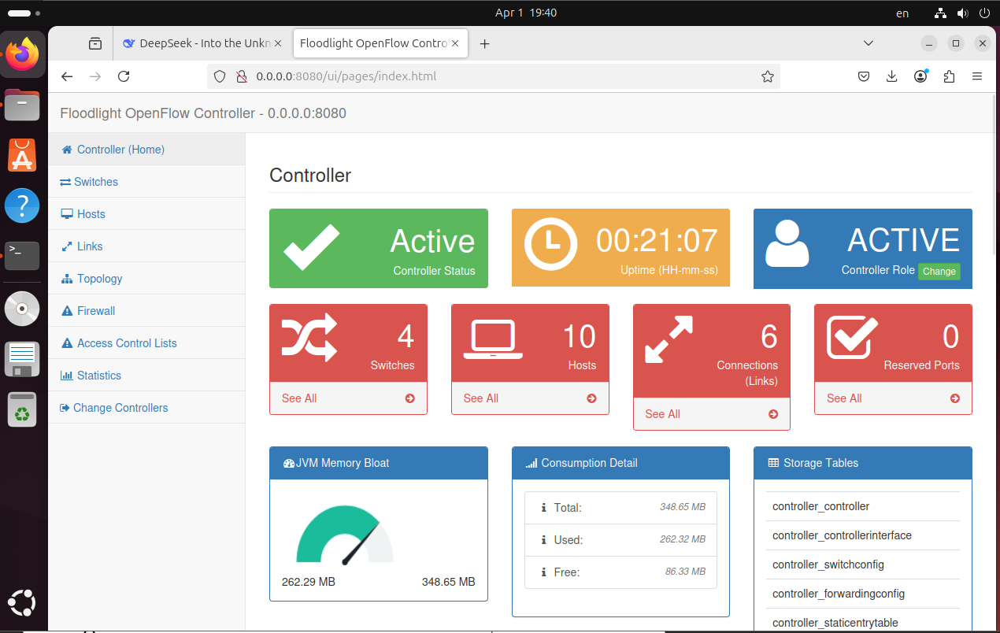 Apr 1 19:40
en
DeepSeek - Into the Unkn
Floodlight OpenFlow Contro
0.0.0.0:8080/ui/pages/index.html
Floodlight OpenFlow Controller - 0.0.0.0:8080
Controller (Home)
Switches
Hosts
Links
Topology
Firewall
Access Control Lists
Statistics
Change Controllers
Controller
Active
Controller Status
00:21:07
Uptime (HH-mm-ss)
ACTIVE
Controller Role Change
4
Switches
See All
10
Hosts
See All
6
Connections
(Links)
See All
0
Reserved Ports
See All
JVM Memory Bloat
262.29 MB 348.65 MB
Consumption Detail
Total: 348.65 MB
Used: 262.32 MB
Free: 86.33 MB
Storage Tables
controller_controller
controller_controllerinterface
controller_switchconfig
controller_forwardingconfig
controller_staticentrytable